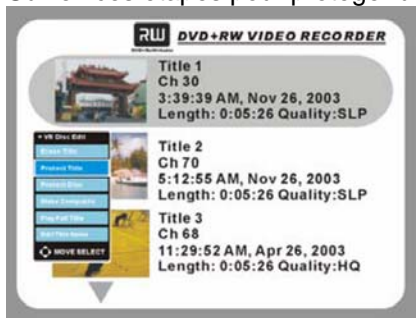 RW DVD+RW VIDEO RECORDER
Title 1
Ch 30
3:39:39 AM, Nov 26, 2003
Length: 0:05:26 Quality:SLP
Title 2
Ch 70
5:12:55 AM, Nov 26, 2003
Length: 0:05:26 Quality:SLP
Title 3
Ch 68
11:29:52 AM, Apr 26, 2003
Length: 0:05:26 Quality:HQ
VR Disc Edit
Erase Title
Protect Title
Protect Disc
Make Compatible
Play Full Title
Edit Title Name
MOVE SELECT